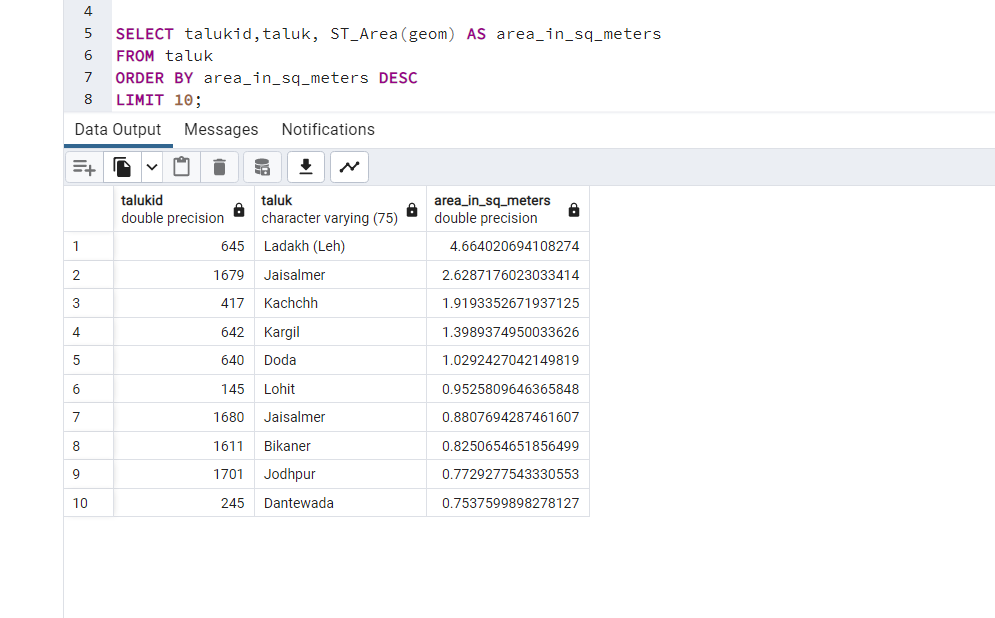 4
5 SELECT talukid,taluk, ST_Area(geom) AS area_in_sq_meters
6 FROM taluk
7 ORDER BY area_in_sq_meters DESC
8 LIMIT 10;
Data Output Messages Notifications
talukid taluk area_in_sq_meters
double precision character varying (75) double precision
1 645 Ladakh (Leh) 4.664020694108274
2 1679 Jaisalmer 2.6287176023033414
3 417 Kachchh 1.9193352671937125
4 642 Kargil 1.3989374950033626
5 640 Doda 1.0292427042149819
6 145 Lohit 0.9525809646365848
7 1680 Jaisalmer 0.8807694287461607
8 1611 Bikaner 0.8250654651856499
9 1701 Jodhpur 0.7729277543330553
10 245 Dantewada 0.7537599898278127